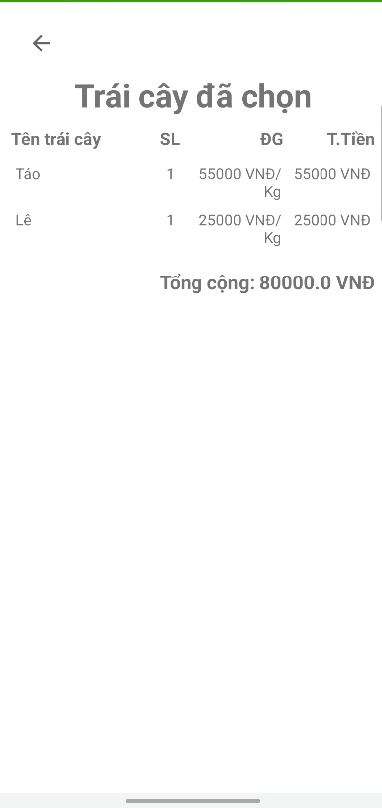 Trái cây đã chọn
Tên trái cây SL ĐG T.Tiền
Táo 1 55000 VNĐ/ 55000 VNĐ
Kg
Lê 1 25000 VNĐ/ 25000 VNĐ
Kg
Tổng cộng: 80000.0 VNĐ